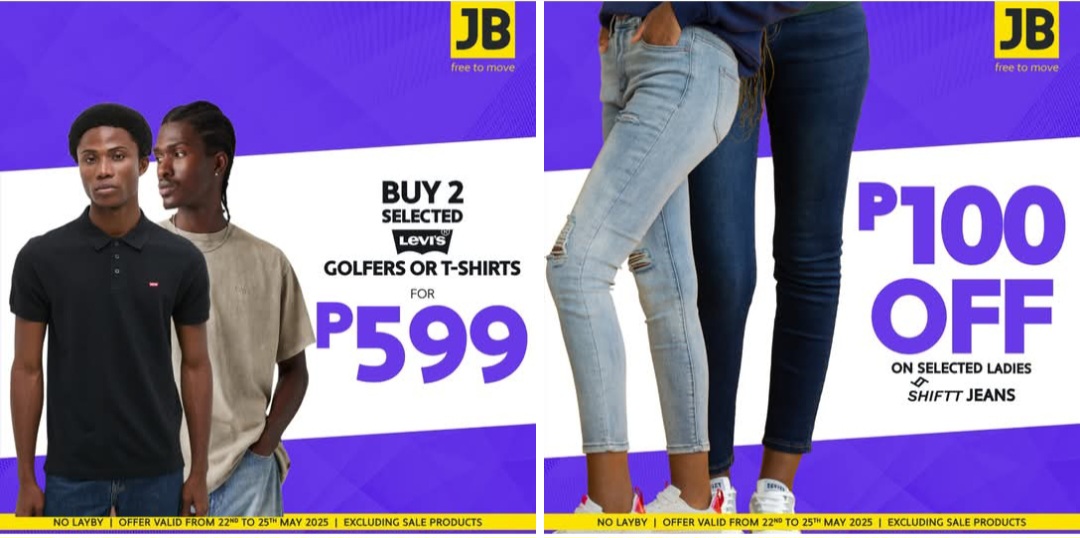 JB
free to move
BUY 2
SELECTED
LEVI'S®
GOLFERS OR T-SHIRTS
FOR
P599
NO LAYBY | OFFER VALID FROM 22ND TO 25TH MAY 2025 | EXCLUDING SALE PRODUCTS
JB
free to move
P100
OFF
ON SELECTED LADIES
SHIFTT JEANS
NO LAYBY | OFFER VALID FROM 22ND TO 25TH MAY 2025 | EXCLUDING SALE PRODUCTS